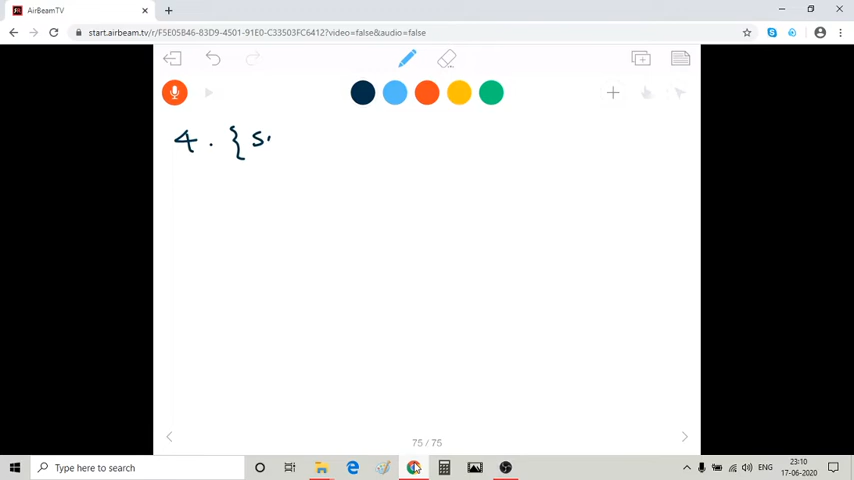 AirBeamTV
start.airbeam.tv/r/F5E05B46-83D9-4501-91E0-C33503FC6412?video=false&audio=false
4. {s
75 / 75
Type here to search
ENG
23:10
17-06-2020